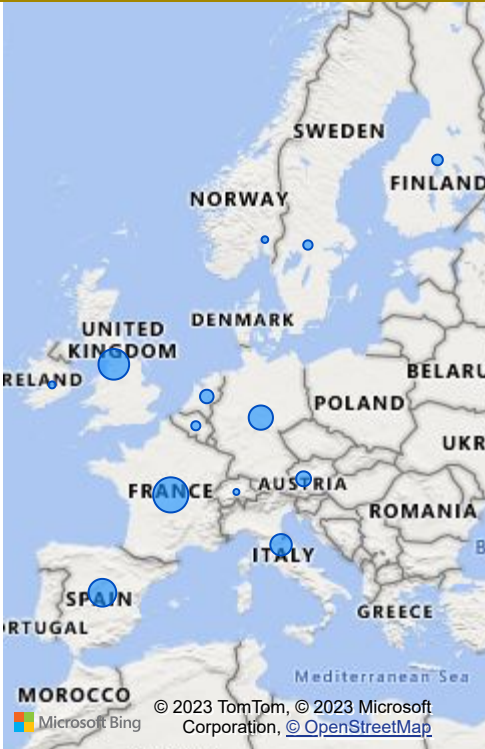 SWEDEN
FINLAND
NORWAY
DENMARK
UNITED
KINGDOM
RELAND
BELARU
POLAND
UKR
FRANCE
AUSTRIA
ROMANIA
ITALY
B
SPAIN
GREECE
RTUGAL
Mediterranean Sea
MOROCCO
© 2023 TomTom, © 2023 Microsoft
Microsoft Bing
Corporation, © OpenStreetMap